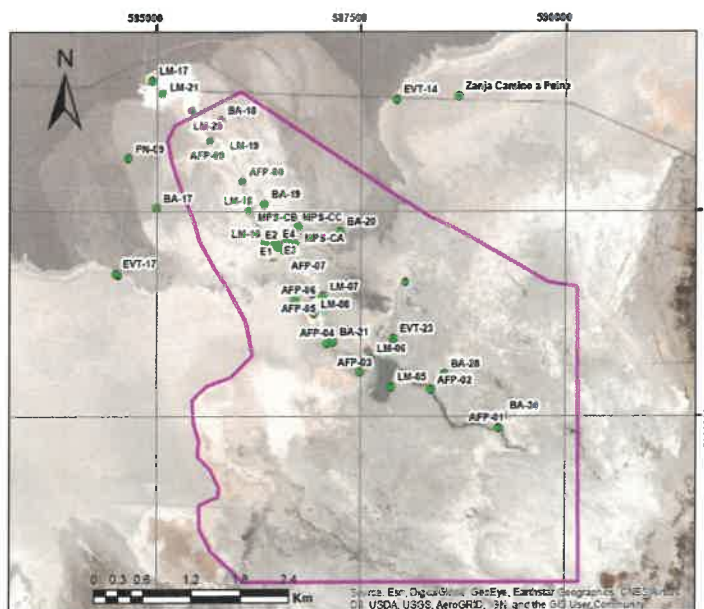 585000 587500 590000
N
LM-17
LM-21
EVT-14
Zanja Camino a Peine
BA-18
LM-20
LM-19
PN-09
AFP-09
AFP-08
BA-17
BA-19
LM-18
MPS-CB
MPS-CC
BA-20
LM-16
E2
E4
MPS-CA
E1
E3
AFP-07
EVT-17
AFP-06
LM-07
AFP-05
LM-08
AFP-04
BA-21
EVT-23
LM-06
AFP-03
BA-28
LM-05
AFP-02
AFP-01
BA-30
0 0.3 0.6 1.2 1.8 2.4
Km
Source: Esri, DigitalGlobe, GeoEye, Earthstar Geographics,
USDA, USGS, AeroGRID, IGN, and the GIS User Community